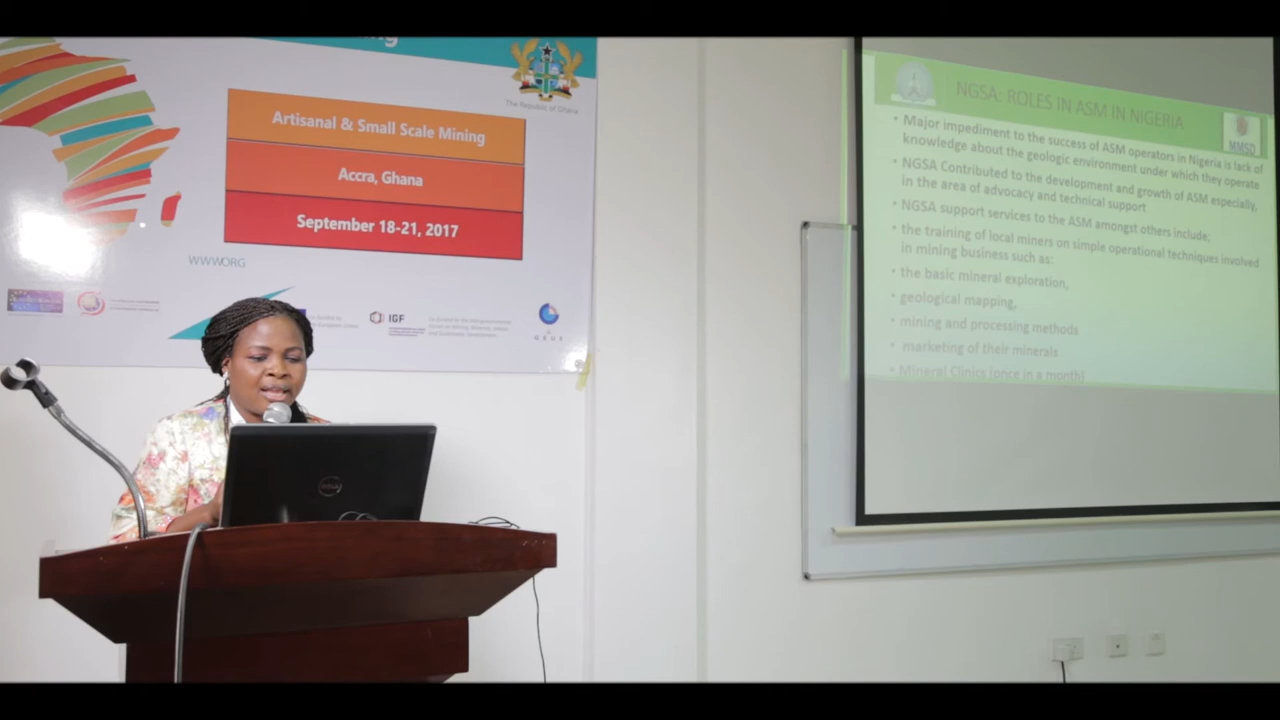 The Republic of Ghana
Artisanal & Small Scale Mining
Accra, Ghana
September 18-21, 2017
WWW.ORG
IGF
DELL
NGSA: ROLES IN ASM IN NIGERIA
MMSD
• Major impediment to the success of ASM operators in Nigeria is lack of
knowledge about the geologic environment under which they operate
• NGSA Contributed to the development and growth of ASM especially,
in the area of advocacy and technical support
• NGSA support services to the ASM amongst others include;
• the training of local miners on simple operational techniques involved
in mining business such as:
• the basic mineral exploration,
• geological mapping,
• mining and processing methods
• marketing of their minerals
• Mineral Clinics (once in a month)